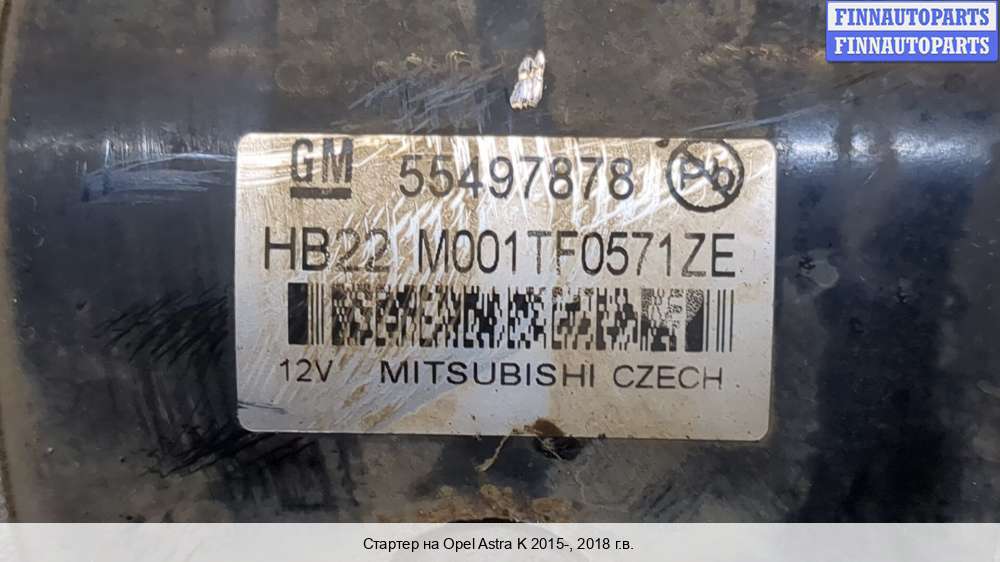 FINNAUTOPARTS
FINNAUTOPARTS
GM 55497878 Pb
HB22 M001TF0571ZE
12V MITSUBISHI CZECH
Стартер на Opel Astra K 2015-, 2018 г.в.